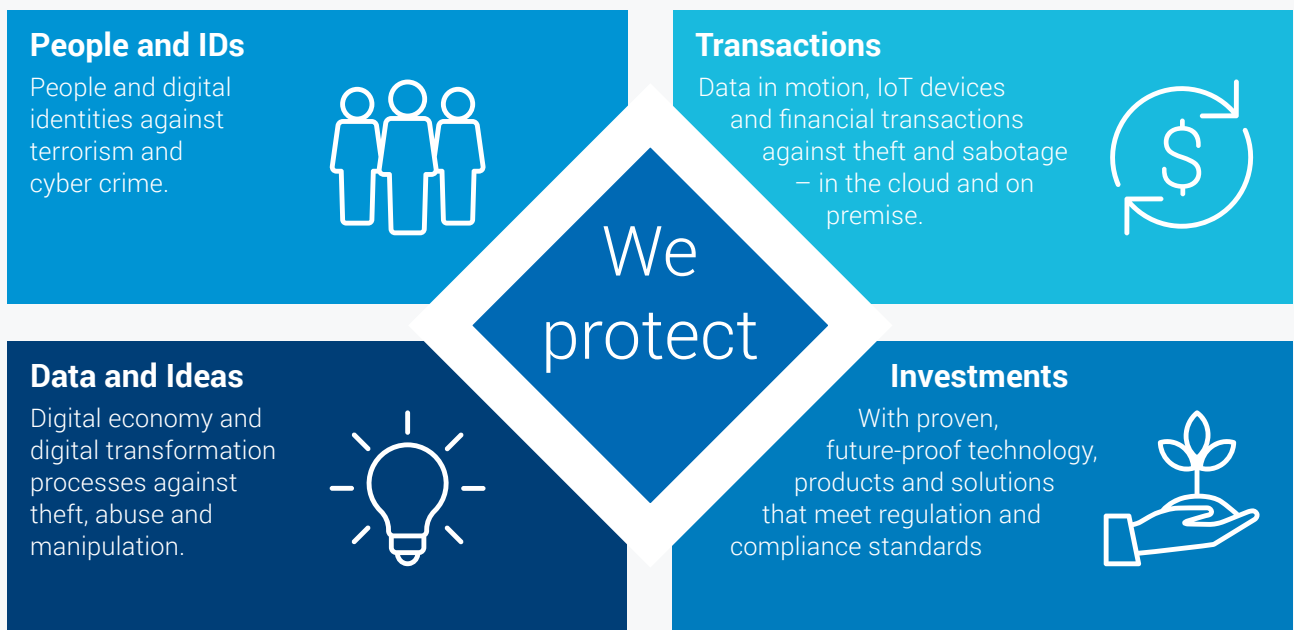 People and IDs
People and digital
identities against
terrorism and
cyber crime.
Transactions
Data in motion, IoT devices
and financial transactions
against theft and sabotage
– in the cloud and on
premise.
We
protect
Data and Ideas
Digital economy and
digital transformation
processes against
theft, abuse and
manipulation.
Investments
With proven,
future-proof technology,
products and solutions
that meet regulation and
compliance standards
$